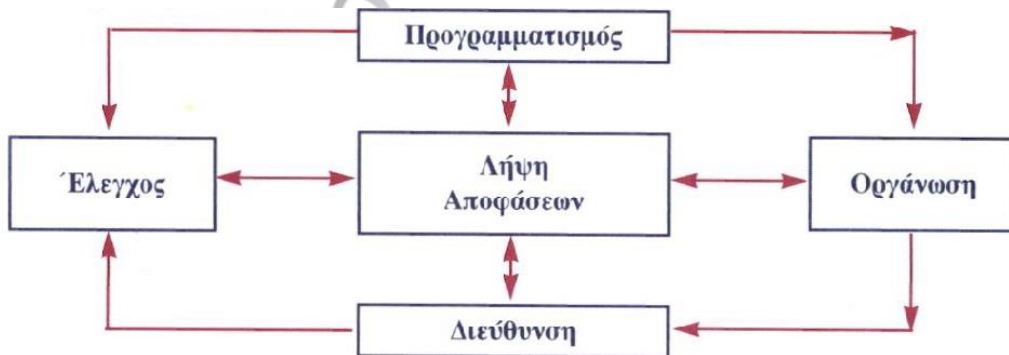 Προγραμματισμός
Έλεγχος
Λήψη
Αποφάσεων
Οργάνωση
Διεύθυνση